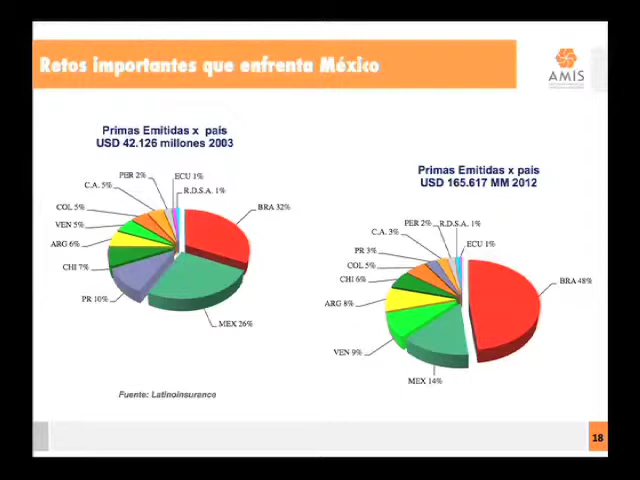 Retos importantes que enfrenta México
AMIS
Primas Emitidas x país
USD 42.126 millones 2003
PER 2%
ECU 1%
C.A. 5%
R.D.S.A. 1%
COL 5%
BRA 32%
VEN 5%
ARG 6%
CHI 7%
PR 10%
MEX 26%
Fuente: Latinoinsurance
Primas Emitidas x país
USD 165.617 MM 2012
PER 2%
R.D.S.A. 1%
C.A. 3%
ECU 1%
PR 3%
COL 5%
CHI 6%
BRA 48%
ARG 8%
VEN 9%
MEX 14%
18